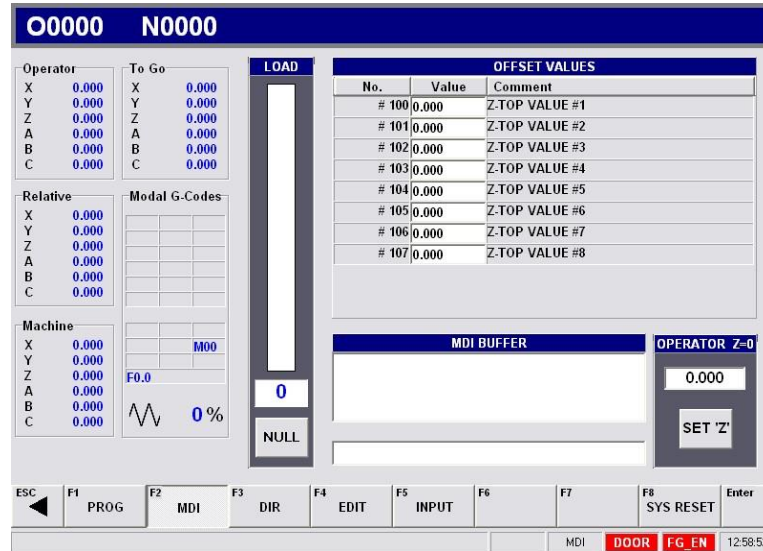 O0000 N0000
Operator
X 0.000
Y 0.000
Z 0.000
A 0.000
B 0.000
C 0.000
To Go
X 0.000
Y 0.000
Z 0.000
A 0.000
B 0.000
C 0.000
Relative
X 0.000
Y 0.000
Z 0.000
A 0.000
B 0.000
C 0.000
Modal G-Codes
M00
F0.0
0 %
Machine
X 0.000
Y 0.000
Z 0.000
A 0.000
B 0.000
C 0.000
LOAD
0
NULL
OFFSET VALUES
No. Value Comment
# 100 0.000 Z-TOP VALUE #1
# 101 0.000 Z-TOP VALUE #2
# 102 0.000 Z-TOP VALUE #3
# 103 0.000 Z-TOP VALUE #4
# 104 0.000 Z-TOP VALUE #5
# 105 0.000 Z-TOP VALUE #6
# 106 0.000 Z-TOP VALUE #7
# 107 0.000 Z-TOP VALUE #8
MDI BUFFER
OPERATOR Z=0
0.000
SET 'Z'
ESC F1 PROG F2 MDI F3 DIR F4 EDIT F5 INPUT F6 F7 F8 SYS RESET Enter
MDI DOOR FG_EN 12:58:5